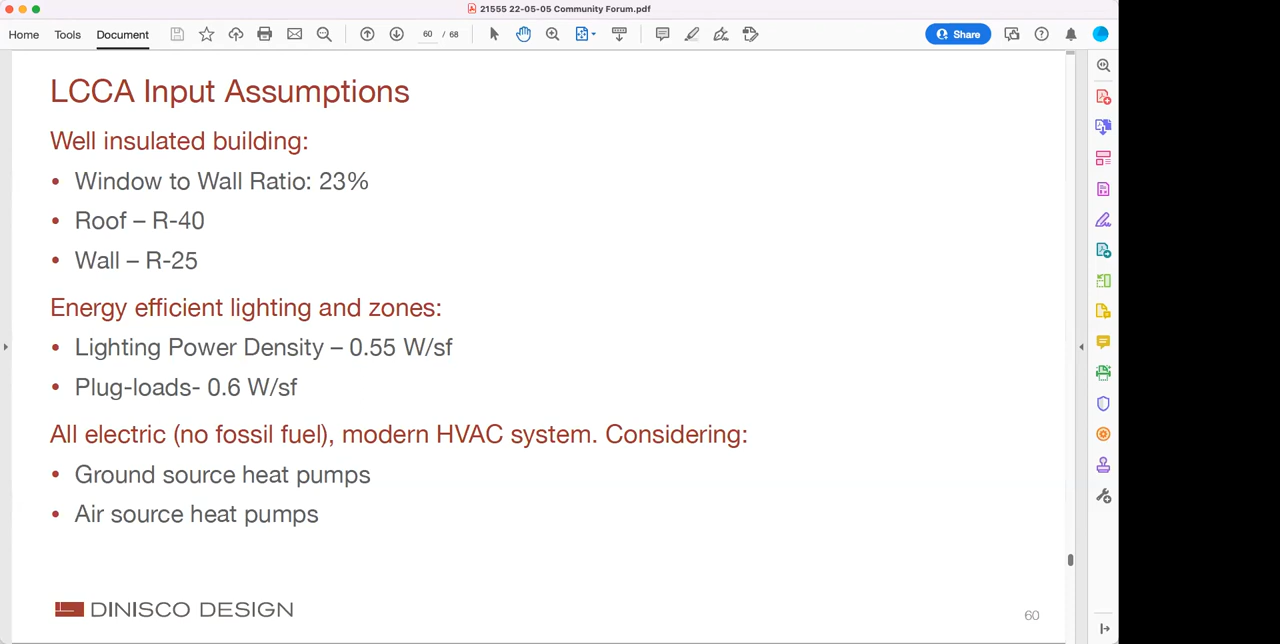 21555 22-05-05 Community Forum.pdf
Home Tools Document 60 / 68 Share
LCCA Input Assumptions
Well insulated building:
• Window to Wall Ratio: 23%
• Roof – R-40
• Wall – R-25
Energy efficient lighting and zones:
• Lighting Power Density – 0.55 W/sf
• Plug-loads- 0.6 W/sf
All electric (no fossil fuel), modern HVAC system. Considering:
• Ground source heat pumps
• Air source heat pumps
DINISCO DESIGN
60